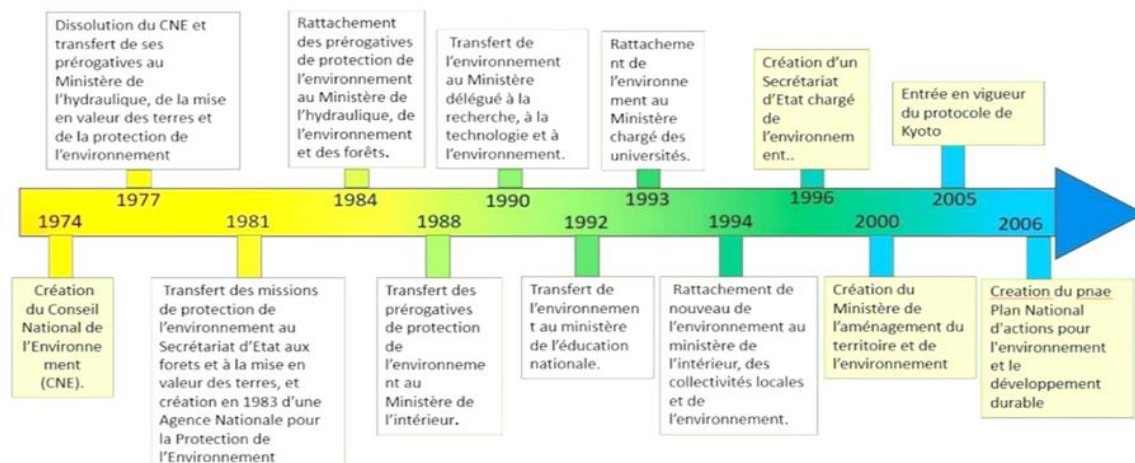 Dissolution du CNE et
transfert de ses
prérogatives au
Ministère de
l'hydraulique, de la mise
en valeur des terres et
de la protection de
l'environnement
Rattachement
des prérogatives
de protection de
l'environnement
au Ministère de
l'hydraulique, de
l'environnement
et des forêts.
Transfert de
l'environnement
au Ministère
délégué à la
recherche, à la
technologie et à
l'environnement.
Rattacheme
nt de
l'environne
ment au
Ministère
chargé des
universités.
Création d'un
Secrétariat
d'Etat chargé
de
l'environnem
ent..
Entrée en vigueur
du protocole de
Kyoto
1977
1984
1990
1993
1996
2005
1974
1981
1988
1992
1994
2000
2006
Création
du Conseil
National de
l'Environne
ment
(CNE).
Transfert des missions
de protection de
l'environnement au
Secrétariat d'Etat aux
forets et à la mise en
valeur des terres, et
création en 1983 d'une
Agence Nationale pour
la Protection de
l'Environnement
Transfert des
prérogatives
de protection
de
l'environneme
nt au
Ministère de
l'intérieur.
Transfert de
l'environnemen
t au ministère
de l'éducation
nationale.
Rattachement de
nouveau de
l'environnement au
ministère de
l'intérieur, des
collectivités locales
et de
l'environnement.
Création du
Ministère de
l'aménagement du
territoire et de
l'environnement
Creation du pnae
Plan National
d'actions pour
l'environnement
et le
développement
durable